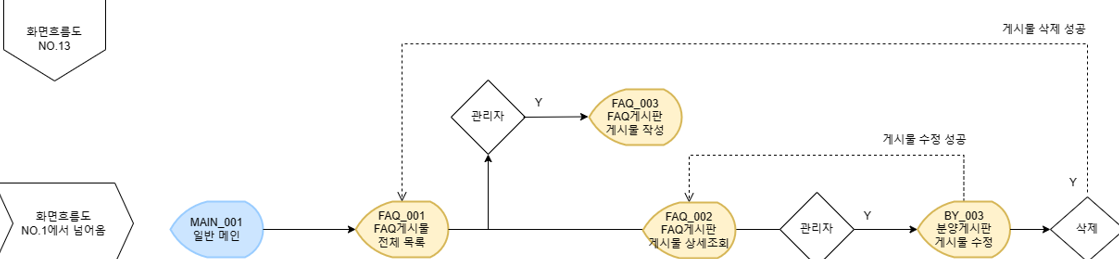 화면흐름도
NO.13
게시물 삭제 성공
관리자
Y
FAQ_003
FAQ게시판
게시물 작성
게시물 수정 성공
화면흐름도
NO.1에서 넘어옴
MAIN_001
일반 메인
FAQ_001
FAQ게시물
전체 목록
FAQ_002
FAQ게시판
게시물 상세조회
관리자
Y
BY_003
분양게시판
게시물 수정
Y
삭제